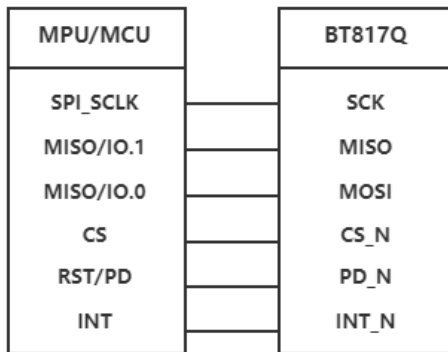 MPU/MCU BT817Q
SPI_SCLK SCK
MISO/IO.1 MISO
MISO/IO.0 MOSI
CS CS_N
RST/PD PD_N
INT INT_N